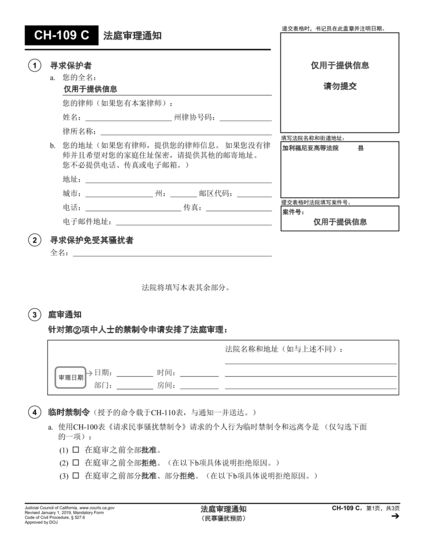 CH-109 C 法庭审理通知
递交表格时，书记员在此盖章并注明日期。
仅用于提供信息
请勿提交
1 寻求保护者
a. 您的全名：
仅用于提供信息
您的律师（如果您有本案律师）：
姓名： 州律协号码：
律所名称：
b. 您的地址（如果您有律师，提供您的律师信息。 如果您没有律
师并且希望对您的家庭住址保密，请提供其他的邮寄地址。
您不必提供电话、传真或电子邮箱。）
地址：
城市： 州： 邮区代码：
电话： 传真：
电子邮件地址：
填写法院名称和街道地址：
加利福尼亚高等法院 县
提交表格时法院填写案件号。
案件号：
仅用于提供信息
2 寻求保护免受其骚扰者
全名：
法院将填写本表其余部分。
3 庭审通知
针对第②项中人士的禁制令申请安排了法庭审理：
法院名称和地址（如与上述不同）：
审理日期
日期： 时间：
部门： 房间：
4 临时禁制令（授予的命令载于CH-110表，与通知一并送达。）
a. 使用CH-100表《请求民事骚扰禁制令》请求的个人行为临时禁制令和远离令是 （仅勾选下面
的一项）：
(1) ☐ 在庭审之前全部批准。
(2) ☐ 在庭审之前全部拒绝。（在以下b项具体说明拒绝原因。）
(3) ☐ 在庭审之前部分批准、部分拒绝。（在以下b项具体说明拒绝原因。）
Judicial Council of California, www.courts.ca.gov
Revised January 1, 2019, Mandatory Form
Code of Civil Procedure, § 527.6
Approved by DOJ
法庭审理通知
（民事骚扰预防）
CH-109 C，第1页，共3页
→